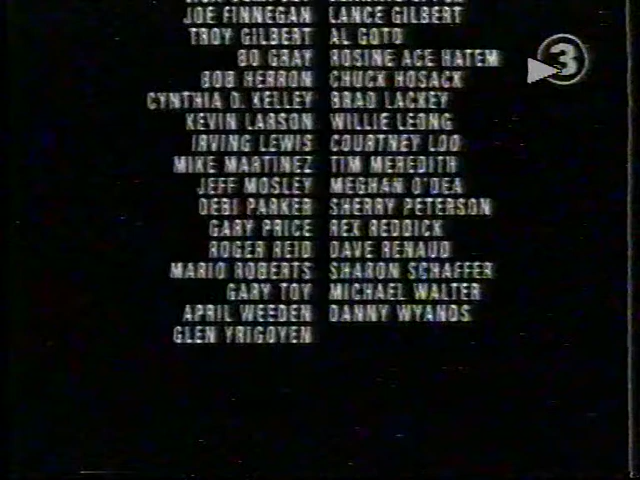 JOE FINNEGAN LANCE GILBERT
TROY GILBERT AL GOTO
BO GRAY ROSINE ACE HATEM
BOB HERRON CHUCK HOSACK
CYNTHIA D. KELLEY BRAD LACKEY
KEVIN LARSON WILLIE LEONG
IRVING LEWIS COURTNEY LOO
MIKE MARTINEZ TIM MEREDITH
JEFF MOSLEY MEGHAN O'DEA
DEBI PARKER SHERRY PETERSON
GARY PRICE REX REDDICK
ROGER REID DAVE RENAUD
MARIO ROBERTS SHARON SCHAFFER
GARY TOY MICHAEL WALTER
APRIL WEEDEN DANNY WYANDS
GLEN YRIGOYEN
3